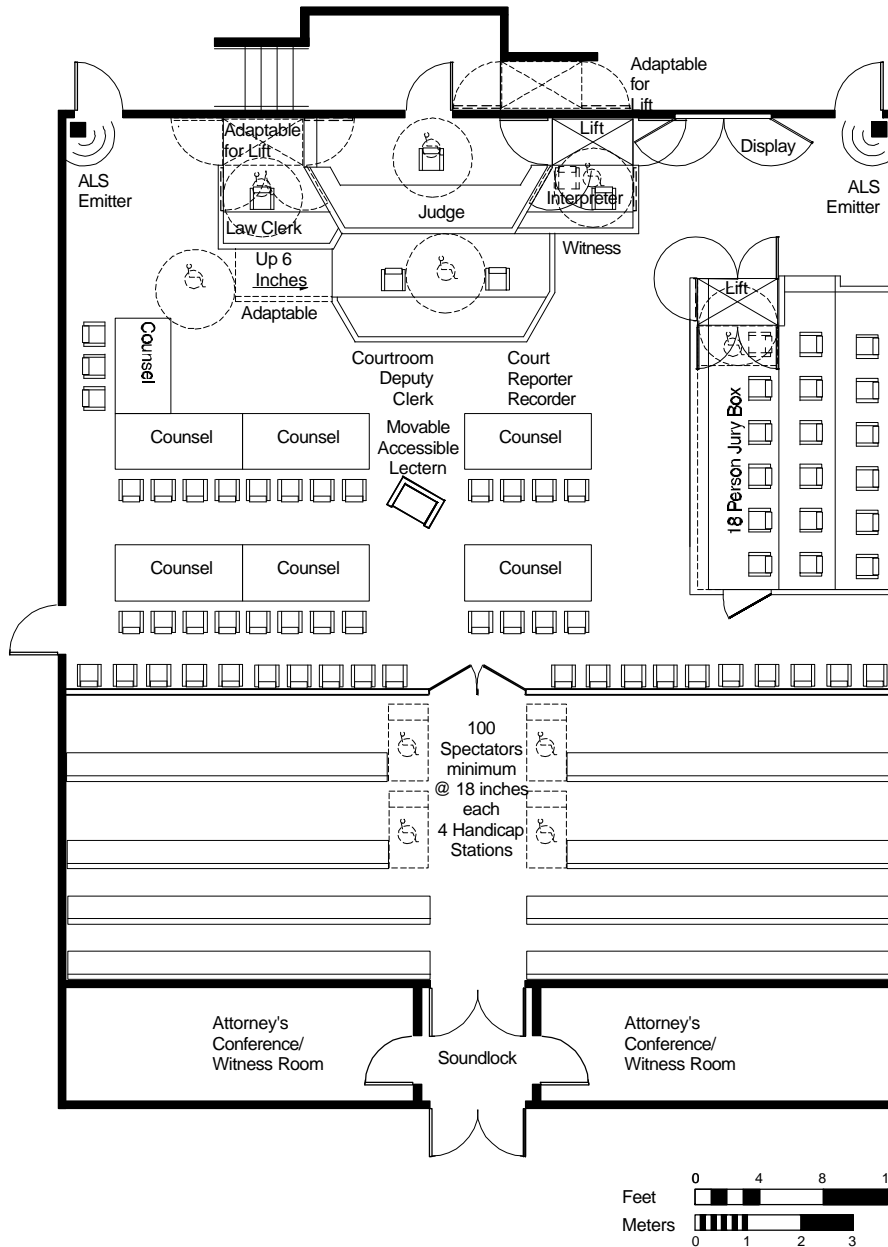 Adaptable
for
Lift
Adaptable
for Lift
Lift
Display
ALS
Emitter
ALS
Emitter
Interpreter
Law Clerk
Judge
Witness
Up 6
Inches
Adaptable
Lift
Counsel
Courtroom
Deputy
Clerk
Court
Reporter
Recorder
Movable
Accessible
Lectern
Counsel
Counsel
Counsel
18 Person Jury Box
Counsel
Counsel
Counsel
100
Spectators
minimum
@ 18 inches
each
4 Handicap
Stations
Attorney's
Conference/
Witness Room
Soundlock
Attorney's
Conference/
Witness Room
Feet
0 4 8 1
Meters
0 1 2 3